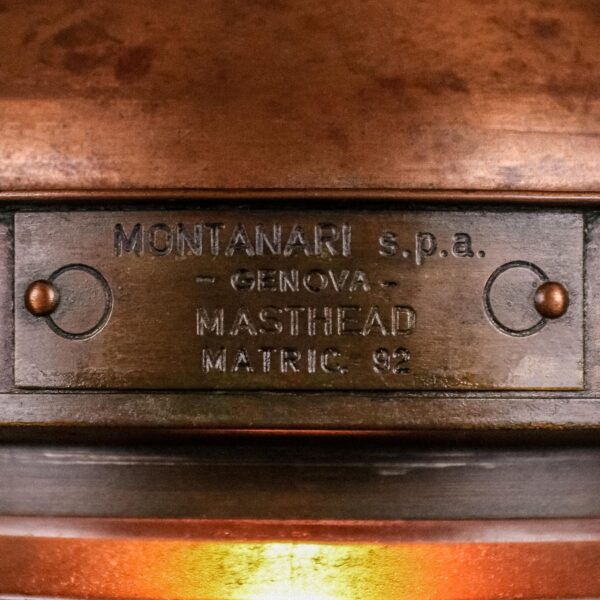 MONTANARI s.p.a.
- GENOVA -
MASTHEAD
MATRIC. 92